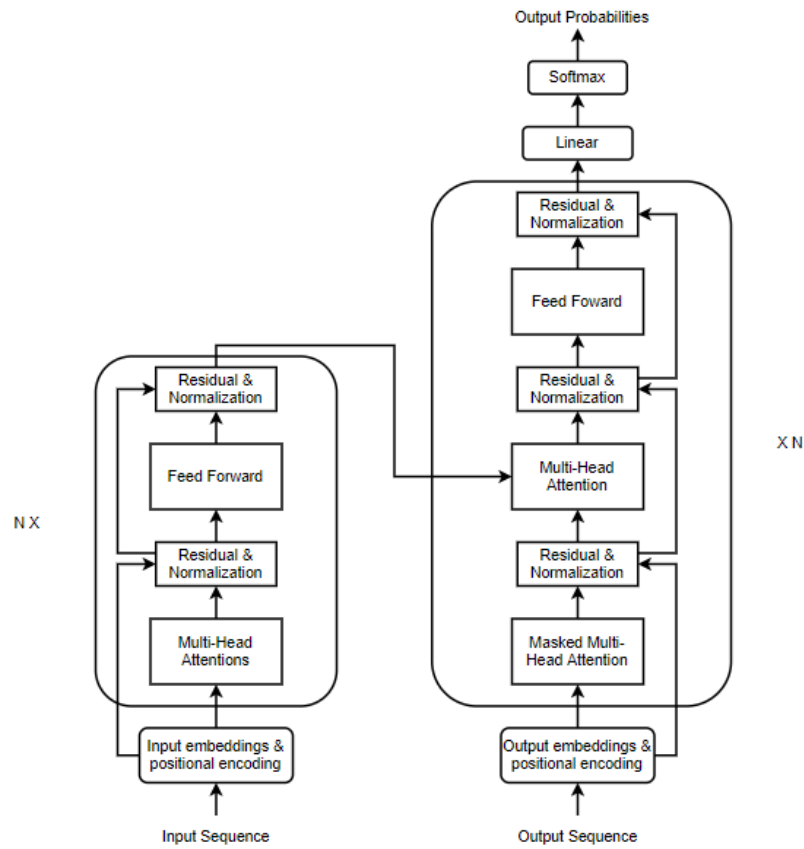 Output Probabilities
Softmax
Linear
Residual &
Normalization
Feed Foward
Residual &
Normalization
Multi-Head
Attention
Residual &
Normalization
Masked Multi-
Head Attention
Output embeddings &
positional encoding
Output Sequence
X N
Residual &
Normalization
Feed Forward
Residual &
Normalization
Multi-Head
Attentions
Input embeddings &
positional encoding
Input Sequence
N X